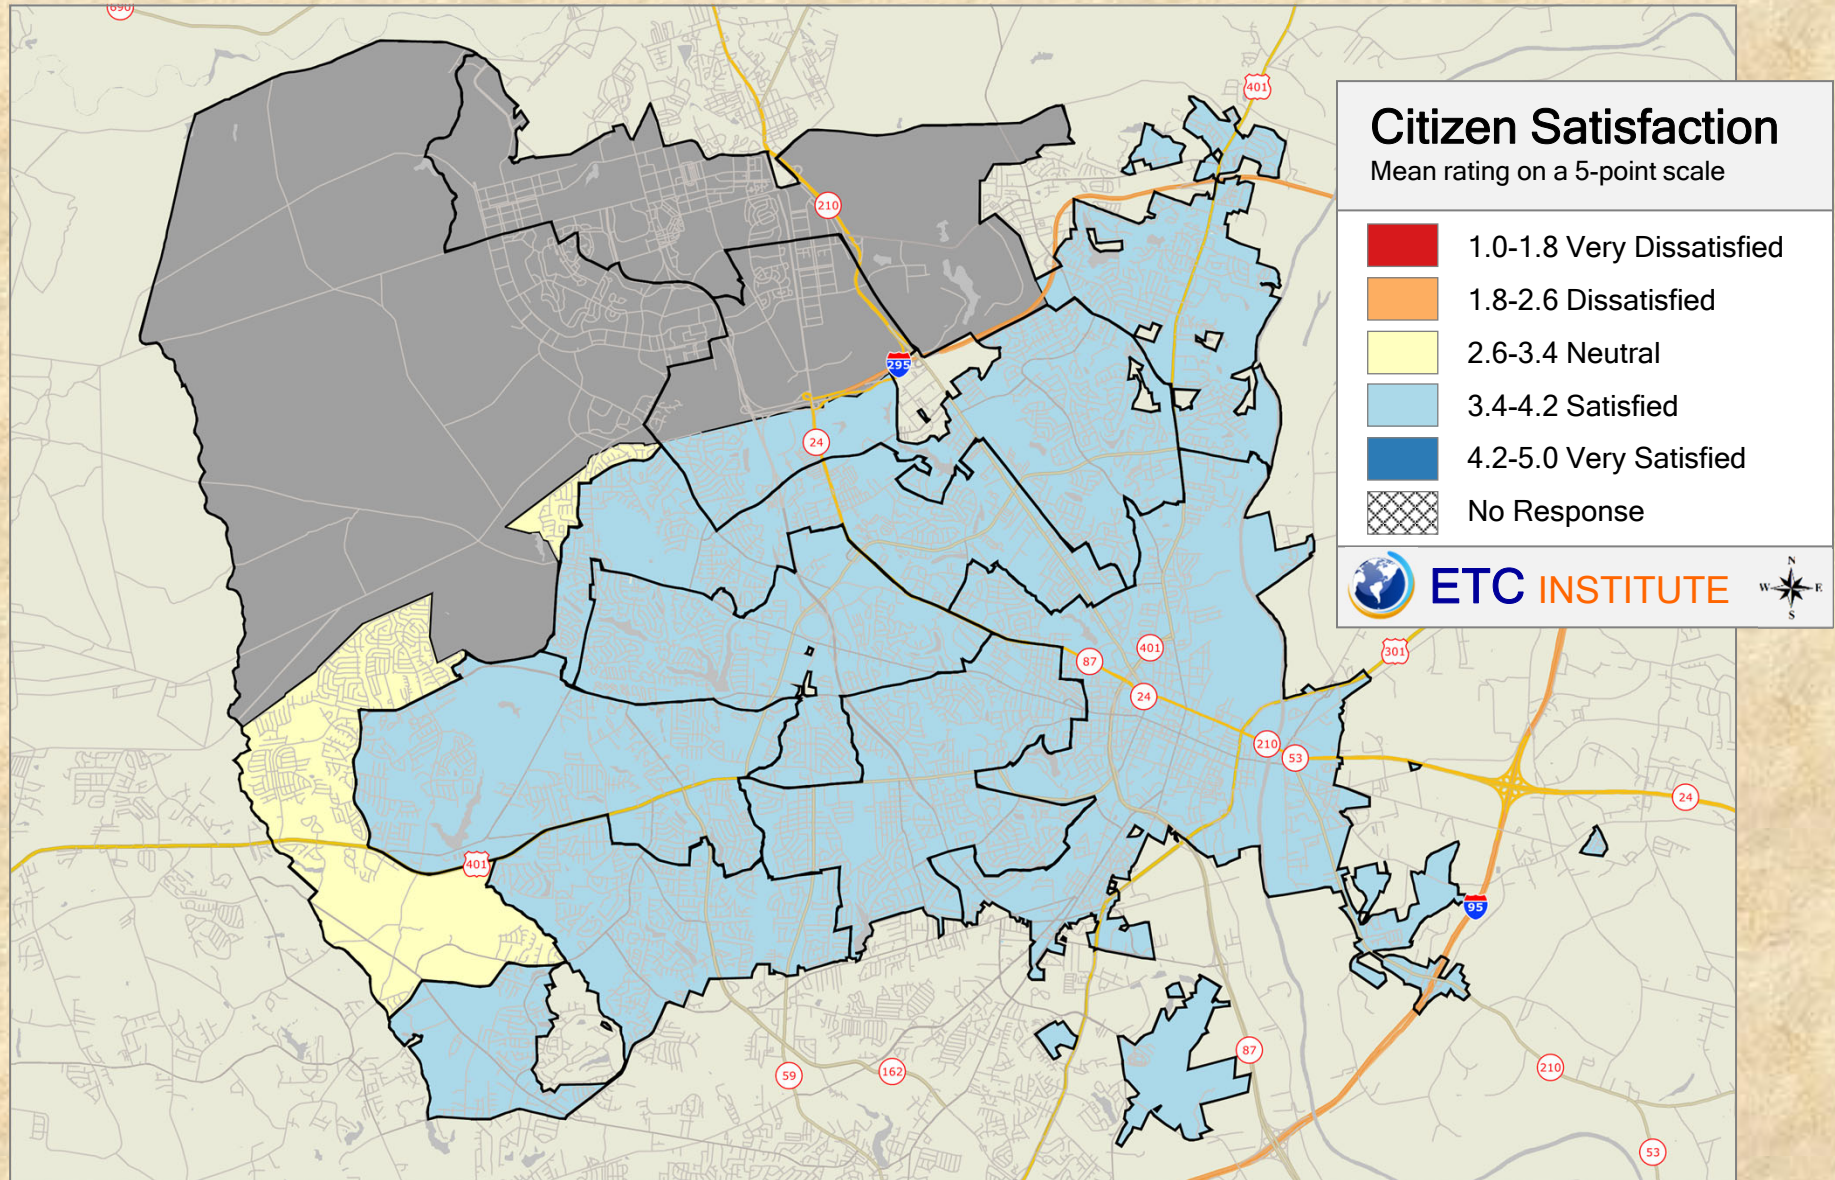 690
401
Citizen Satisfaction
Mean rating on a 5-point scale
1.0-1.8 Very Dissatisfied
1.8-2.6 Dissatisfied
2.6-3.4 Neutral
3.4-4.2 Satisfied
4.2-5.0 Very Satisfied
No Response
ETC INSTITUTE
N
W
E
S
210
295
24
87
401
24
301
210
53
24
401
95
59
162
87
210
53